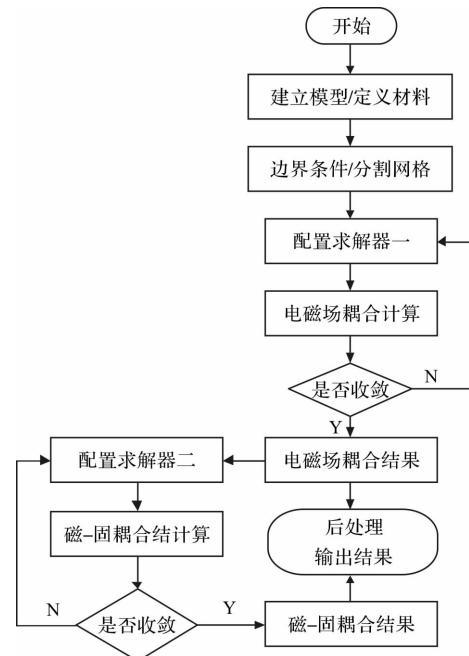 开始
建立模型/定义材料
边界条件/分割网格
配置求解器一
电磁场耦合计算
是否收敛
N
Y
配置求解器二
电磁场耦合结果
磁-固耦合结计算
后处理
输出结果
N
是否收敛
Y
磁-固耦合结果